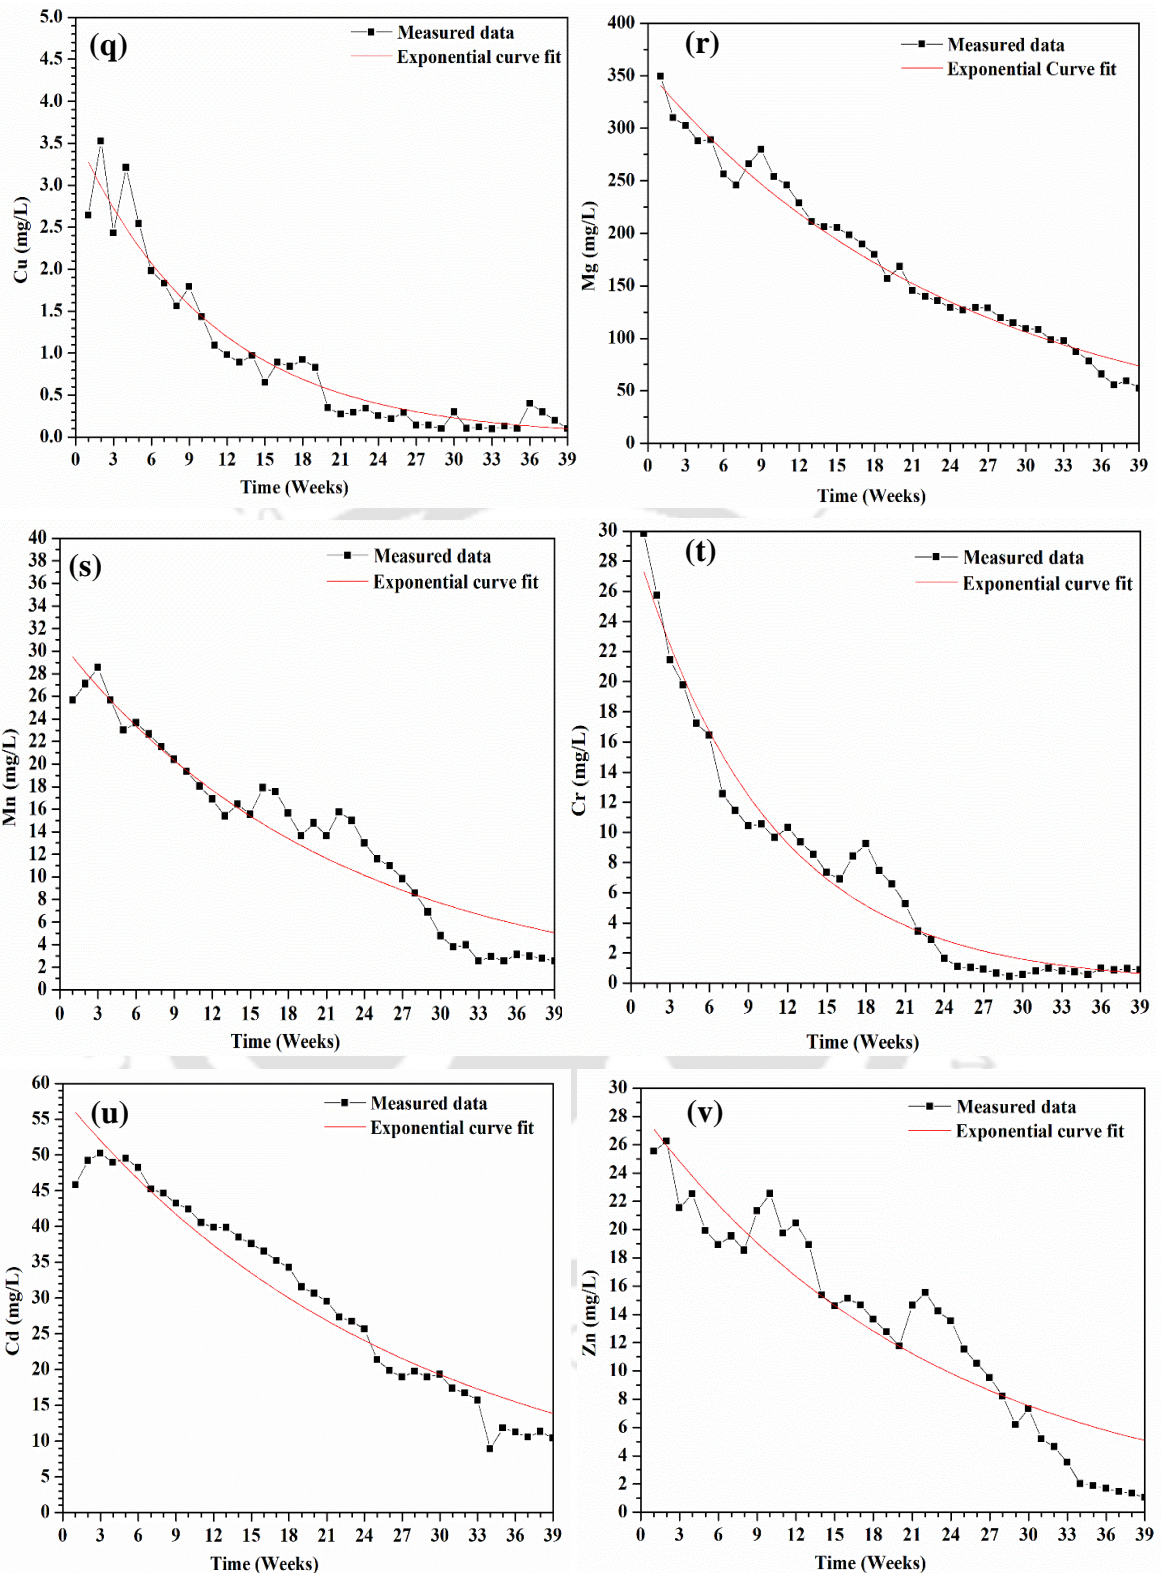 (q)
Measured data
Exponential curve fit
Cu (mg/L)
5.0
4.5
4.0
3.5
3.0
2.5
2.0
1.5
1.0
0.5
0.0
0 3 6 9 12 15 18 21 24 27 30 33 36 39
Time (Weeks)
(r)
Measured data
Exponential Curve fit
Mg (mg/L)
400
350
300
250
200
150
100
50
0
0 3 6 9 12 15 18 21 24 27 30 33 36 39
Time (Weeks)
(s)
Measured data
Exponential curve fit
Mn (mg/L)
40
38
36
34
32
30
28
26
24
22
20
18
16
14
12
10
8
6
4
2
0
0 3 6 9 12 15 18 21 24 27 30 33 36 39
Time (Weeks)
(t)
Measured data
Exponential curve fit
Cr (mg/L)
30
28
26
24
22
20
18
16
14
12
10
8
6
4
2
0
0 3 6 9 12 15 18 21 24 27 30 33 36 39
Time (Weeks)
(u)
Measured data
Exponential curve fit
Cd (mg/L)
60
55
50
45
40
35
30
25
20
15
10
5
0
0 3 6 9 12 15 18 21 24 27 30 33 36 39
Time (Weeks)
(v)
Measured data
Exponential curve fit
Zn (mg/L)
30
28
26
24
22
20
18
16
14
12
10
8
6
4
2
0
0 3 6 9 12 15 18 21 24 27 30 33 36 39
Time (Weeks)